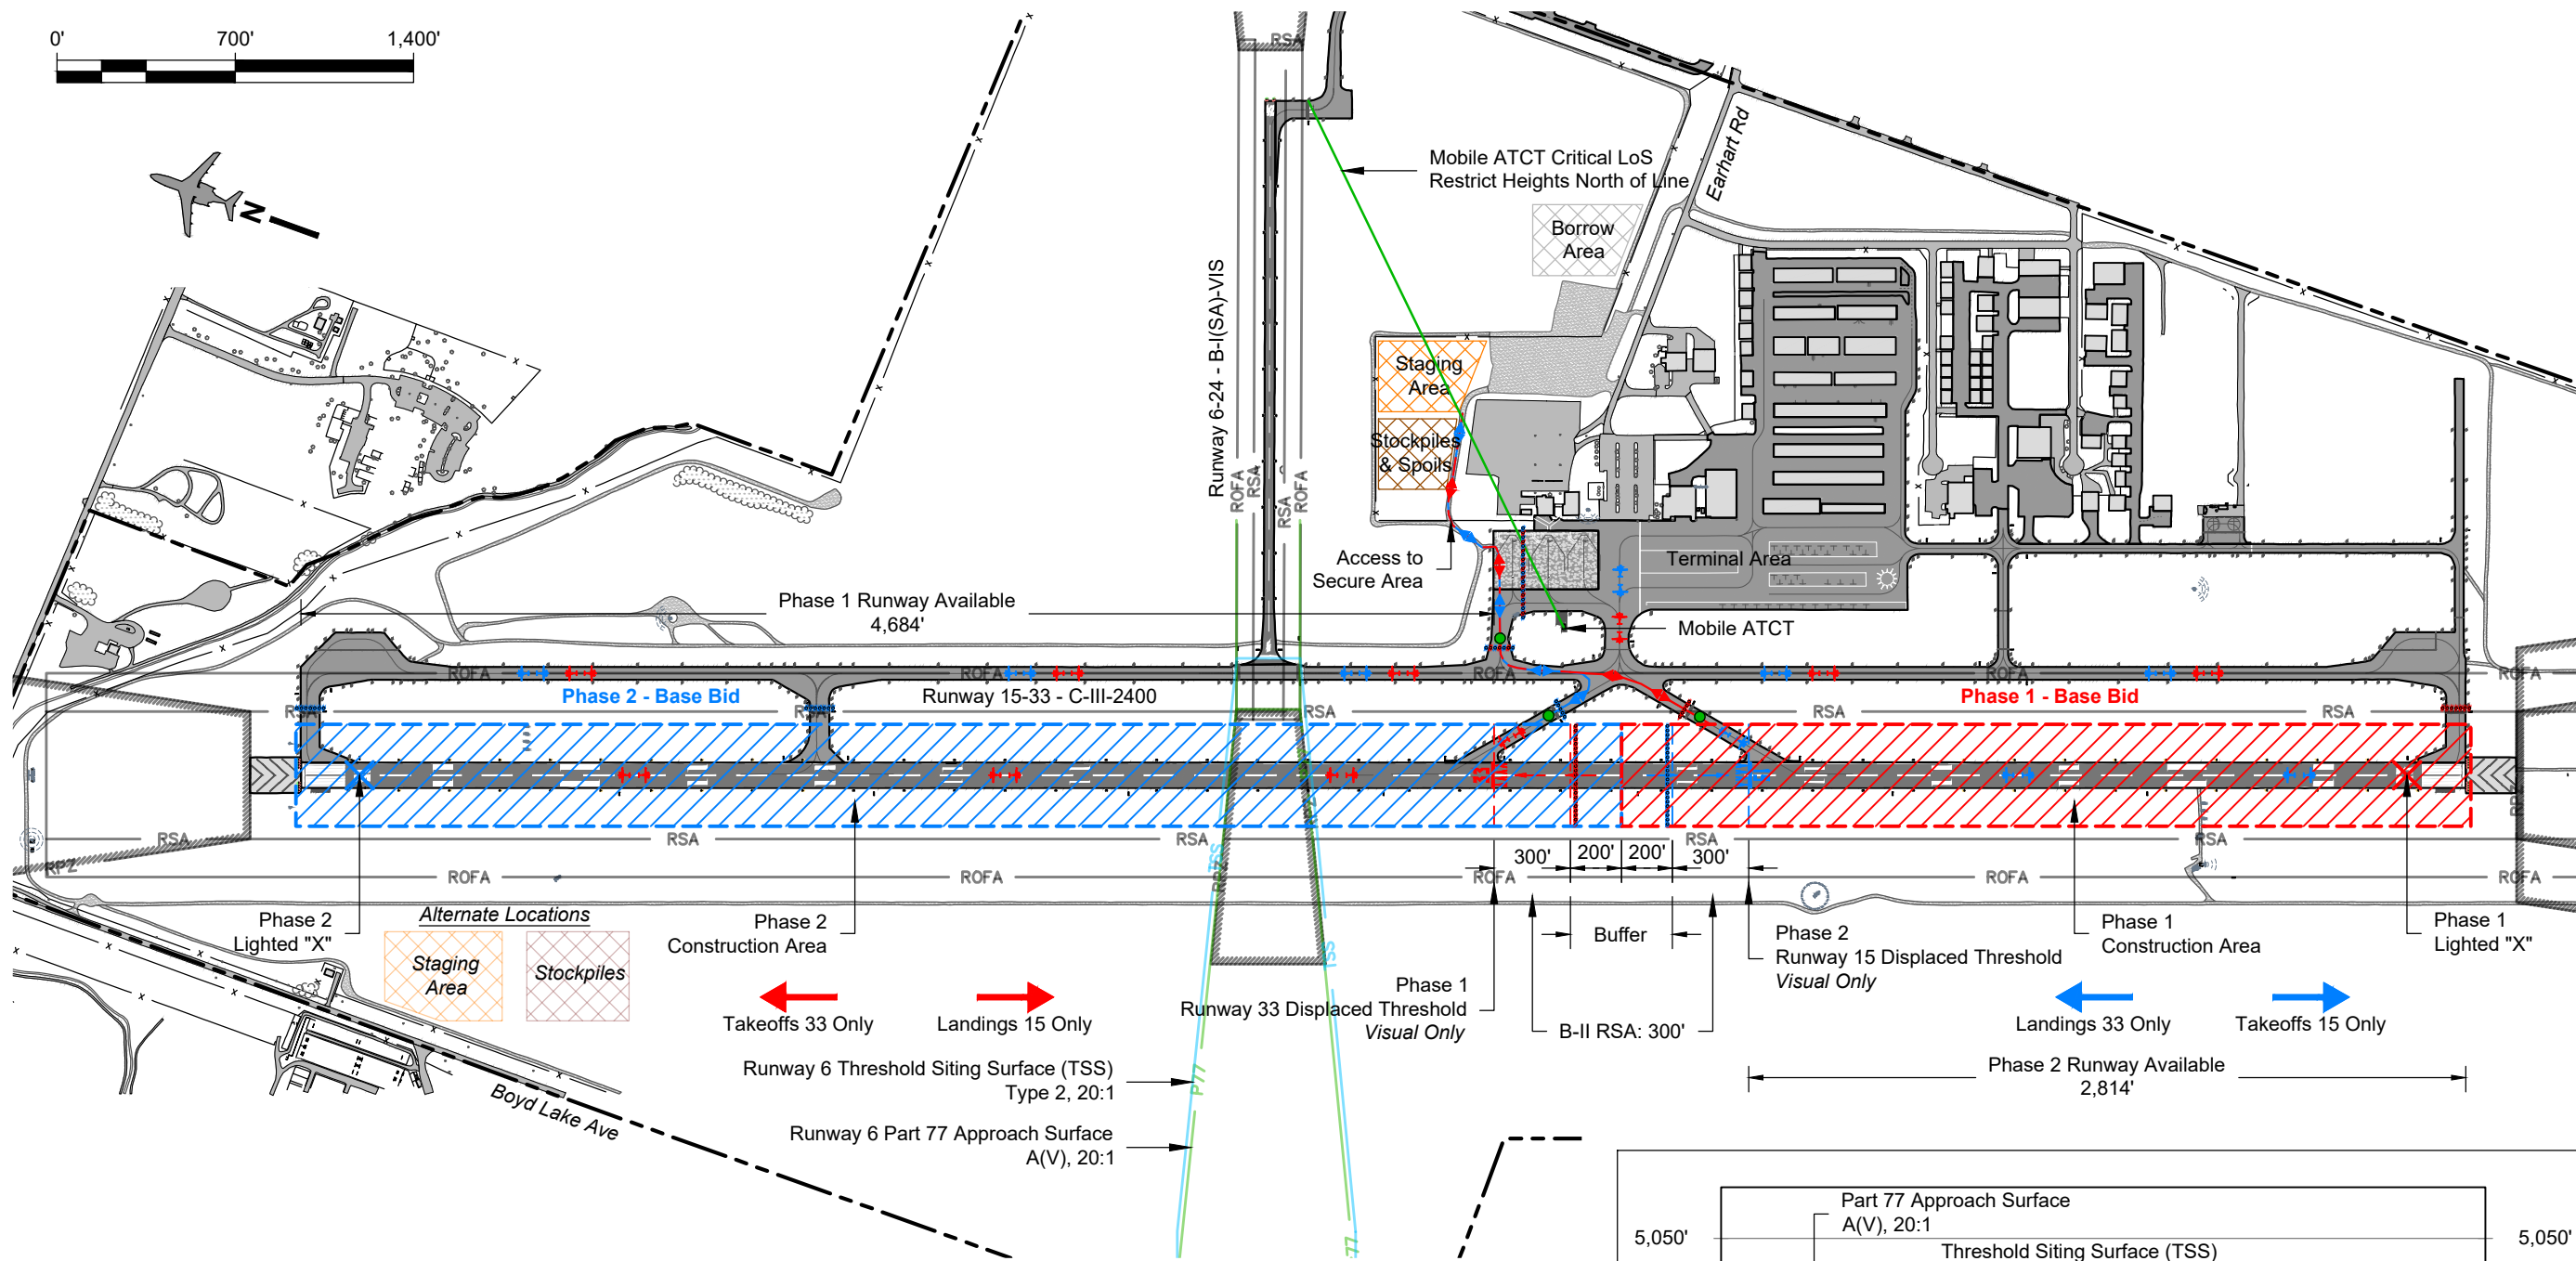 0'
700'
1,400'
N
RSA
Earhart Rd
Mobile ATCT Critical LoS
Restrict Heights North of Line
Borrow
Area
Runway 6-24 - B-I(SA)-VIS
ROFA
RSA
RSA
ROFA
Staging
Area
Stockpiles
& Spoils
Access to
Secure Area
Terminal Area
Phase 1 Runway Available
4,684'
Mobile ATCT
ROFA
ROFA
ROFA
ROFA
ROFA
Phase 2 - Base Bid
Runway 15-33 - C-III-2400
Phase 1 - Base Bid
RSA
RSA
RSA
RSA
RSA
33
15
RSA
RSA
RSA
RSA
RSA
RPZ
RPZ
RPZ
TSS
TSS
300'
200'
200'
300'
ROFA
ROFA
ROFA
ROFA
ROFA
Phase 2
Lighted "X"
Alternate Locations
Staging
Area
Stockpiles
Phase 2
Construction Area
Buffer
Phase 2
Runway 15 Displaced Threshold
Visual Only
Phase 1
Construction Area
Phase 1
Lighted "X"
Phase 1
Runway 33 Displaced Threshold
Visual Only
B-II RSA: 300'
Takeoffs 33 Only
Landings 15 Only
Landings 33 Only
Takeoffs 15 Only
Runway 6 Threshold Siting Surface (TSS)
Type 2, 20:1
P77
Phase 2 Runway Available
2,814'
Boyd Lake Ave
Runway 6 Part 77 Approach Surface
A(V), 20:1
77
Part 77 Approach Surface
A(V), 20:1
5,050'
5,050'
Threshold Siting Surface (TSS)